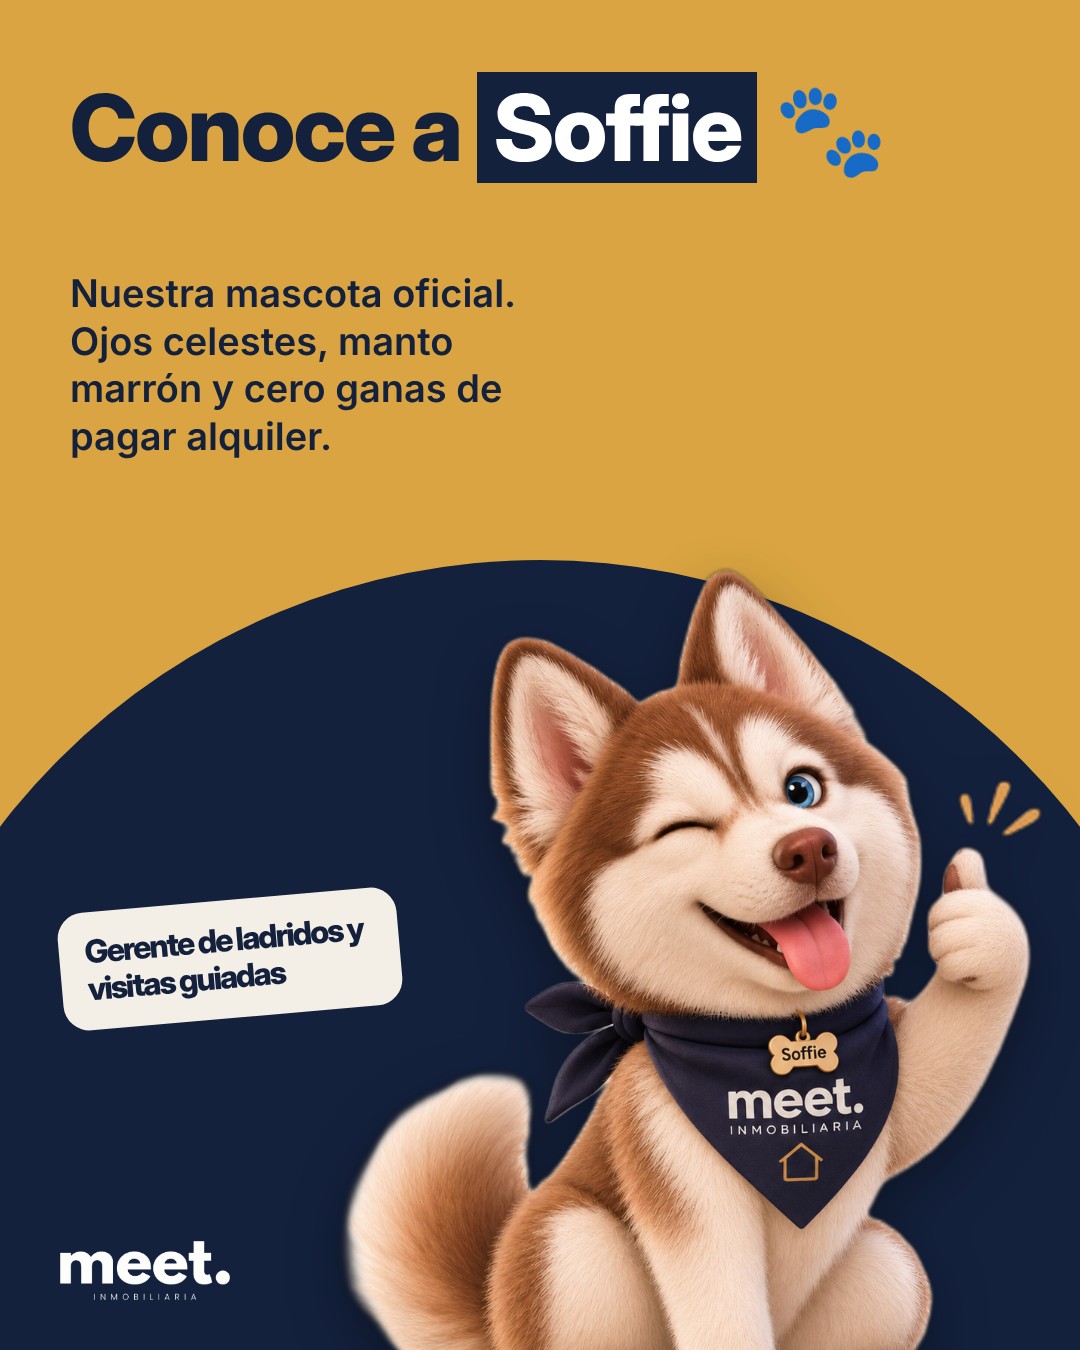 Conoce a Soffie 🐾
Nuestra mascota oficial.
Ojos celestes, manto
marrón y cero ganas de
pagar alquiler.
Gerente de ladridos y
visitas guiadas
Soffie
meet.
INMOBILIARIA
meet.
INMOBILIARIA